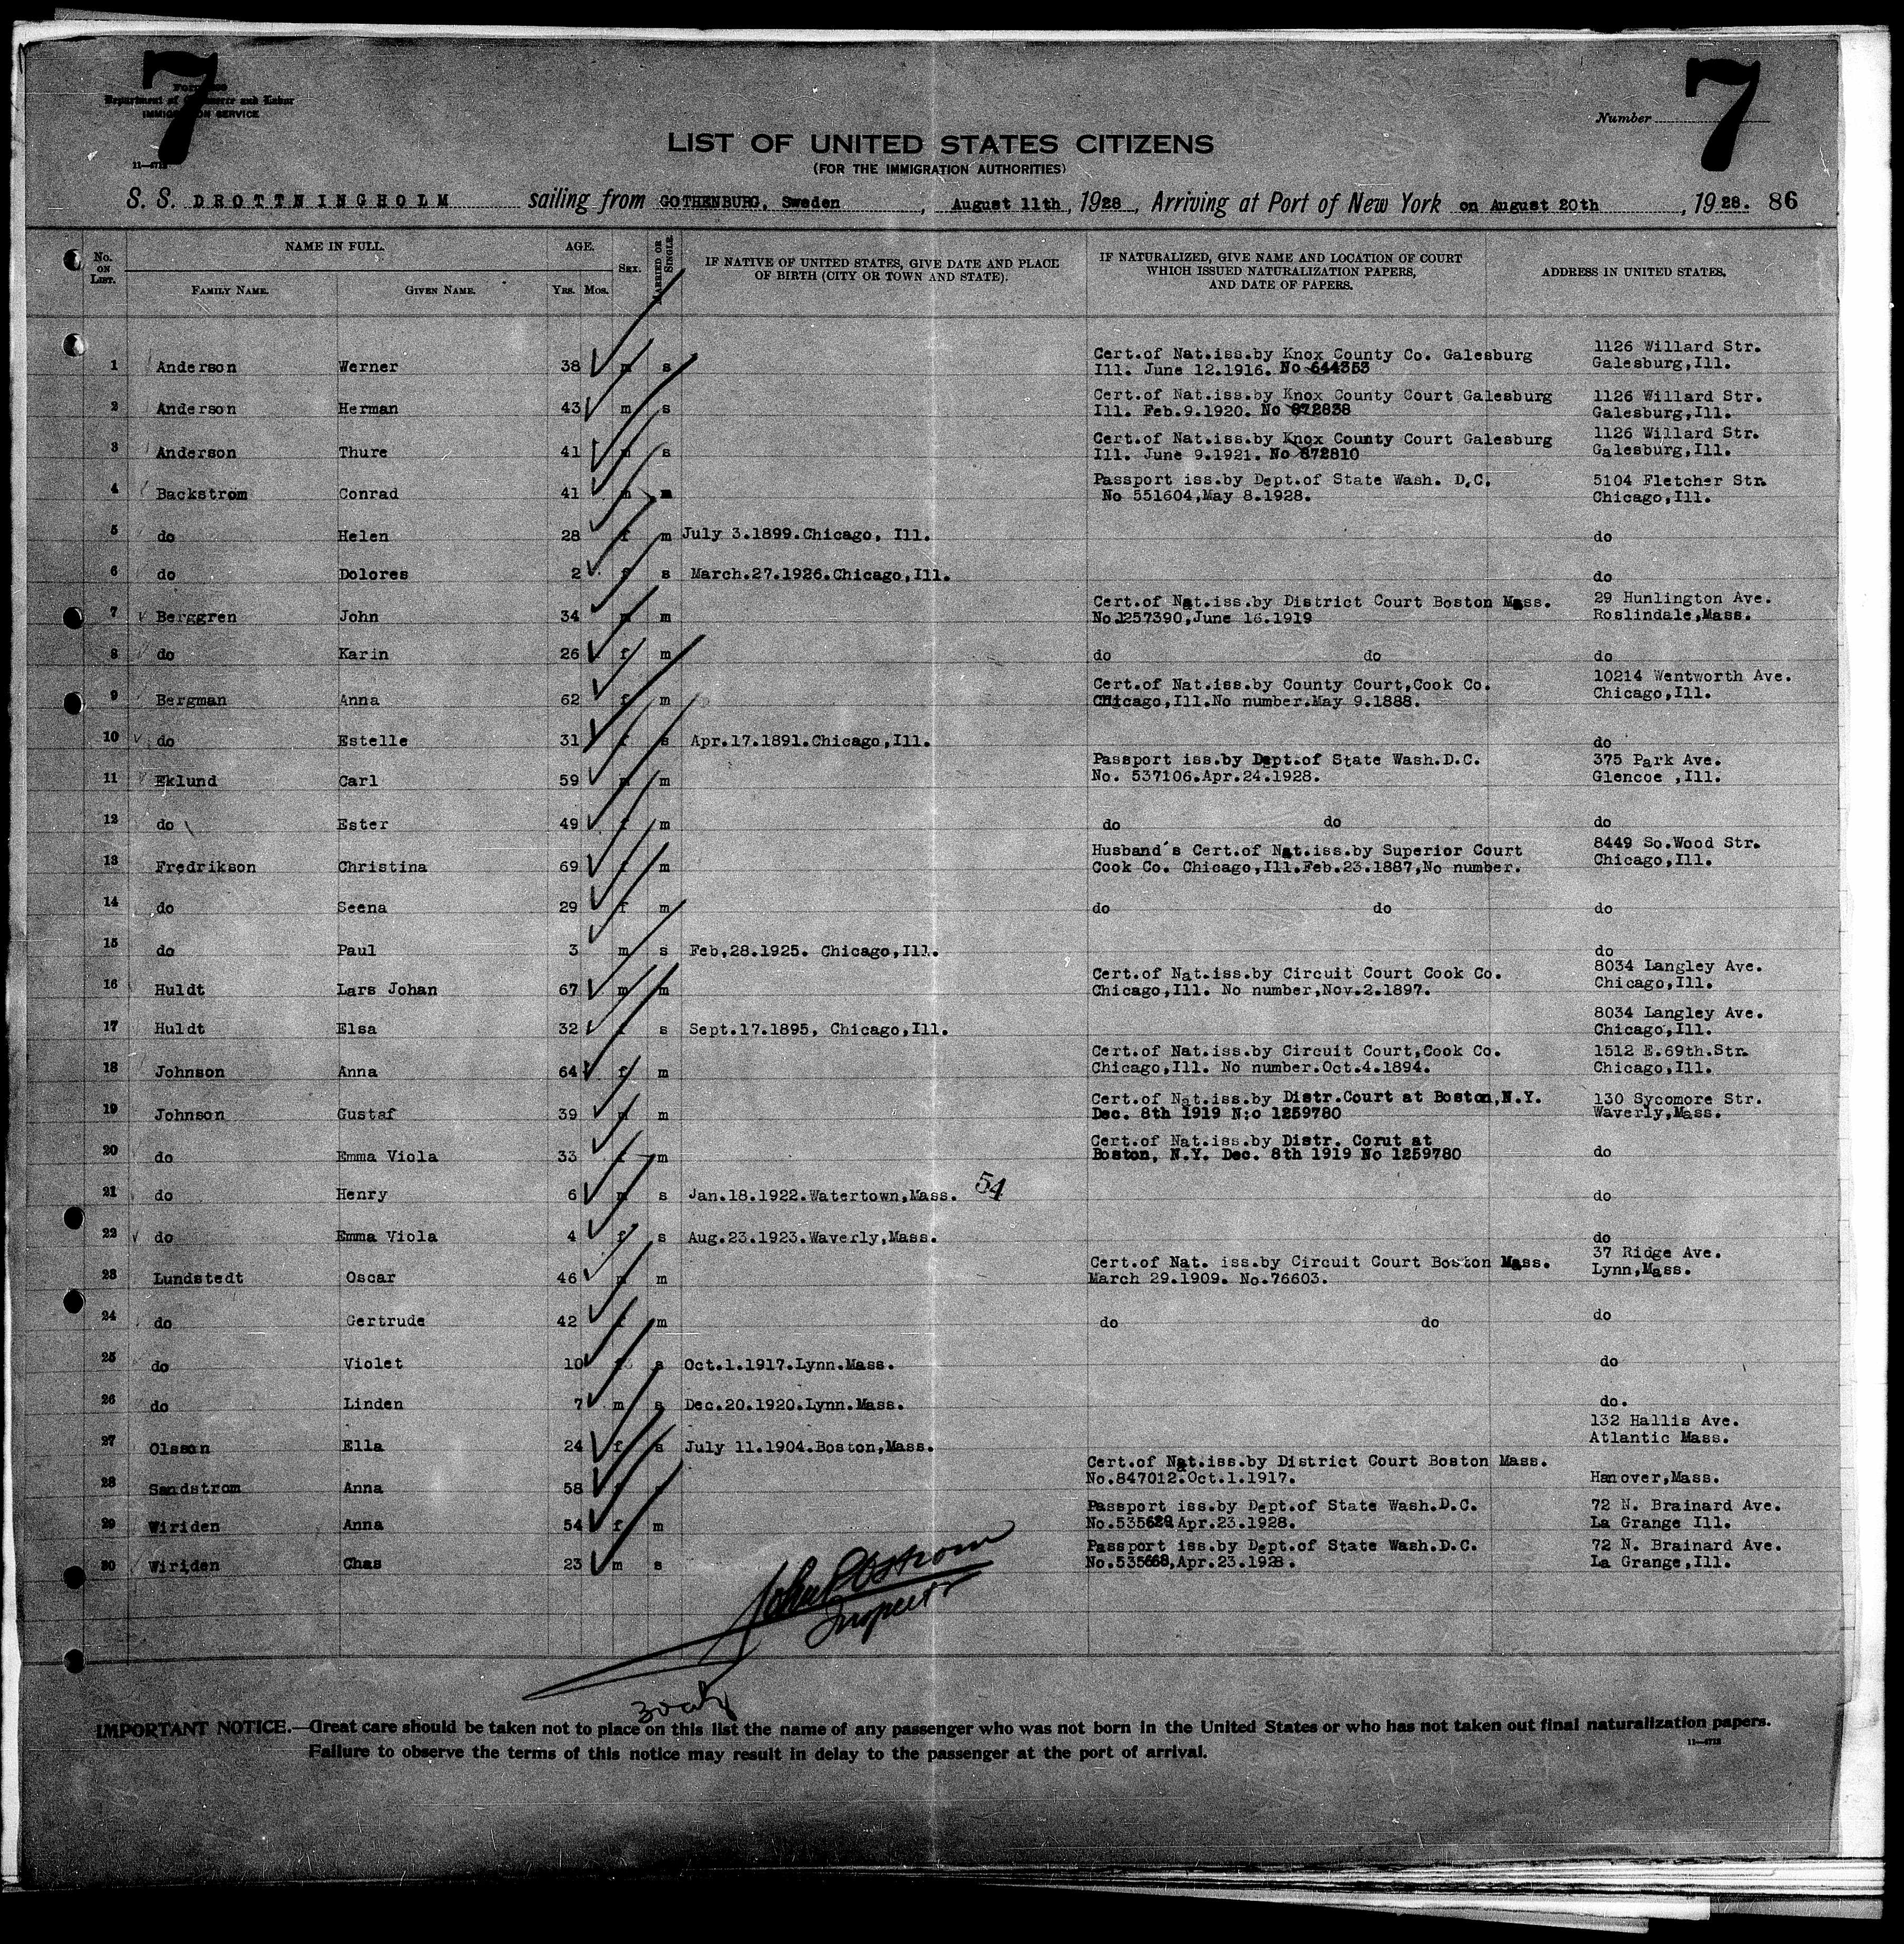 7
7
Department of Commerce and Labor
IMMIGRATION SERVICE
Number
LIST OF UNITED STATES CITIZENS
(FOR THE IMMIGRATION AUTHORITIES)
S. S. DROTTNINGHOLM sailing from GOTHENBURG, Sweden, August 11th, 1928, Arriving at Port of New York on August 20th, 1928. 86
No. ON LIST. NAME IN FULL. AGE. SEX. MARRIED OR SINGLE. IF NATIVE OF UNITED STATES, GIVE DATE AND PLACE OF BIRTH (CITY OR TOWN AND STATE). IF NATURALIZED, GIVE NAME AND LOCATION OF COURT WHICH ISSUED NATURALIZATION PAPERS, AND DATE OF PAPERS. ADDRESS IN UNITED STATES.
FAMILY NAME. GIVEN NAME. YRS. MOS.
1 Anderson Werner 38 m s Cert.of Nat.iss.by Knox County Co. Galesburg 1126 Willard Str.
Ill. June 12.1916. No 644353 Galesburg,Ill.
2 Anderson Herman 43 m s Cert.of Nat.iss.by Knox County Court Galesburg 1126 Willard Str.
Ill. Feb.9.1920. No 872838 Galesburg,Ill.
3 Anderson Thure 41 m s Cert.of Nat.iss.by Knox County Court Galesburg 1126 Willard Str.
Ill. June 9.1921. No 872810 Galesburg,Ill.
4 Backstrom Conrad 41 m m Passport iss.by Dept.of State Wash. D.C. 5104 Fletcher Str.
No 551604,May 8.1928. Chicago,Ill.
5 do Helen 28 f m July 3.1899.Chicago, Ill. do
6 do Dolores 2 f s March.27.1926.Chicago,Ill. do
7 Berggren John 34 m m Cert.of Nat.iss.by District Court Boston Mass. 29 Hunlington Ave.
No.1257390,June 16.1919 Roslindale,Mass.
8 do Karin 26 f m do do do
9 Bergman Anna 62 f m Cert.of Nat.iss.by County Court,Cook Co. 10214 Wentworth Ave.
Chicago,Ill.No number.May 9.1888. Chicago,Ill.
10 do Estelle 31 f s Apr.17.1891.Chicago,Ill. do
11 Eklund Carl 59 m m Passport iss.by Dept.of State Wash.D.C. 375 Park Ave.
No. 537106.Apr.24.1928. Glencoe ,Ill.
12 do Ester 49 f m do do do
13 Fredrikson Christina 69 f m Husband's Cert.of Nat.iss.by Superior Court 8449 So.Wood Str.
Cook Co. Chicago,Ill.Feb.23.1887,No number. Chicago,Ill.
14 do Seena 29 f m do do do
15 do Paul 3 m s Feb,28.1925. Chicago,Ill. do
16 Huldt Lars Johan 67 m m Cert.of Nat.iss.by Circuit Court Cook Co. 8034 Langley Ave.
Chicago,Ill. No number,Nov.2.1897. Chicago,Ill.
17 Huldt Elsa 32 f s Sept.17.1895, Chicago,Ill. 8034 Langley Ave.
Chicago,Ill.
18 Johnson Anna 64 f m Cert.of Nat.iss.by Circuit Court,Cook Co. 1512 E.69th.Str.
Chicago,Ill. No number.Oct.4.1894. Chicago,Ill.
19 Johnson Gustaf 39 m m Cert.of Nat.iss.by Distr.Court at Boston,N.Y. 130 Sycomore Str.
Dec. 8th 1919 N:o 1259780 Waverly,Mass.
20 do Emma Viola 33 f m Cert.of Nat.iss.by Distr. Corut at do
Boston, N.Y. Dec. 8th 1919 No 1259780
21 do Henry 6 m s Jan.18.1922.Watertown,Mass. 54 do
22 do Emma Viola 4 f s Aug.23.1923.Waverly,Mass. do
23 Lundstedt Oscar 46 m m Cert.of Nat. iss.by Circuit Court Boston Mass. 37 Ridge Ave.
March 29.1909. No.76603. Lynn,Mass.
24 do Gertrude 42 f m do do do
25 do Violet 10 f s Oct.1.1917.Lynn.Mass. do
26 do Linden 7 m s Dec.20.1920.Lynn.Mass. do.
27 Olsson Ella 24 f s July 11.1904.Boston,Mass. 132 Hallis Ave.
Atlantic Mass.
28 Sandstrom Anna 58 Cert.of Nat.iss.by District Court Boston Mass.
No.847012.Oct.1.1917. Hanover,Mass.
29 Wiriden Anna 54 f m Passport iss.by Dept.of State Wash.D.C. 72 N. Brainard Ave.
No.535629 Apr.23.1928. La Grange Ill.
30 Wiriden Chas 23 m s Passport iss.by Dept.of State Wash.D.C. 72 N. Brainard Ave.
No.535668,Apr.23.1928. La Grange,Ill.
John Ostrom
Inspector
IMPORTANT NOTICE.—Great care should be taken not to place on this list the name of any passenger who was not born in the United States or who has not taken out final naturalization papers.
Failure to observe the terms of this notice may result in delay to the passenger at the port of arrival.
11—4712